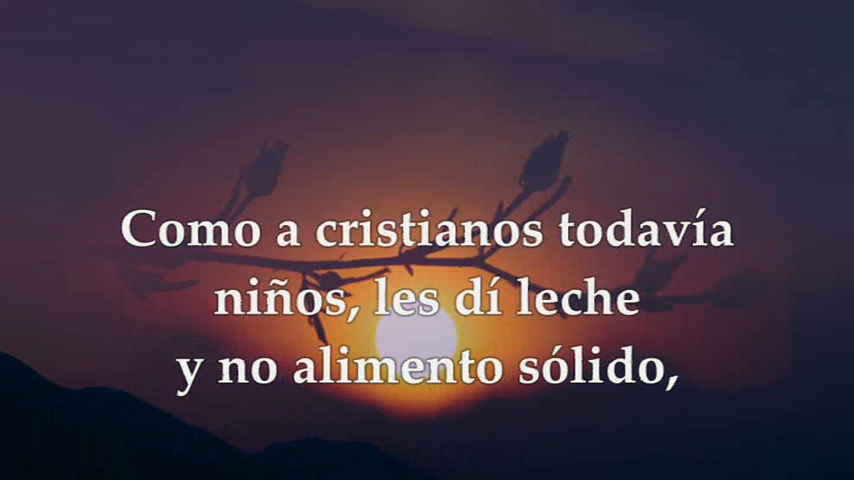 Como a cristianos todavía
niños, les dí leche
y no alimento sólido,